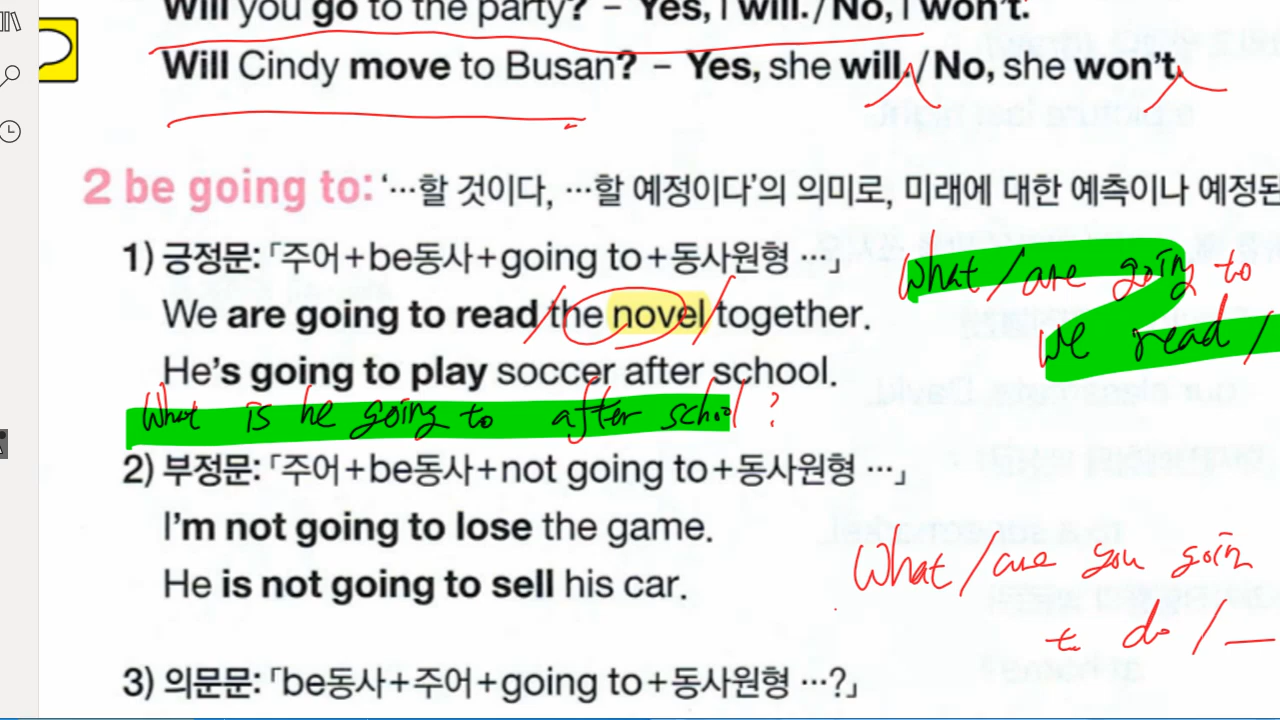 Will you go to the party? – Yes, I will. / No, I won't.
Will Cindy move to Busan? – Yes, she will. / No, she won't.
2 be going to: '…할 것이다, …할 예정이다'의 의미로, 미래에 대한 예측이나 예정된
1) 긍정문: 「주어+be동사+going to+동사원형 …」
We are going to read the novel together.
What / are going to
we read /
He's going to play soccer after school.
What is he going to after school ?
2) 부정문: 「주어+be동사+not going to+동사원형 …」
I'm not going to lose the game.
He is not going to sell his car.
What / are you goin
to do / —
3) 의문문: 「be동사+주어+going to+동사원형 …?」